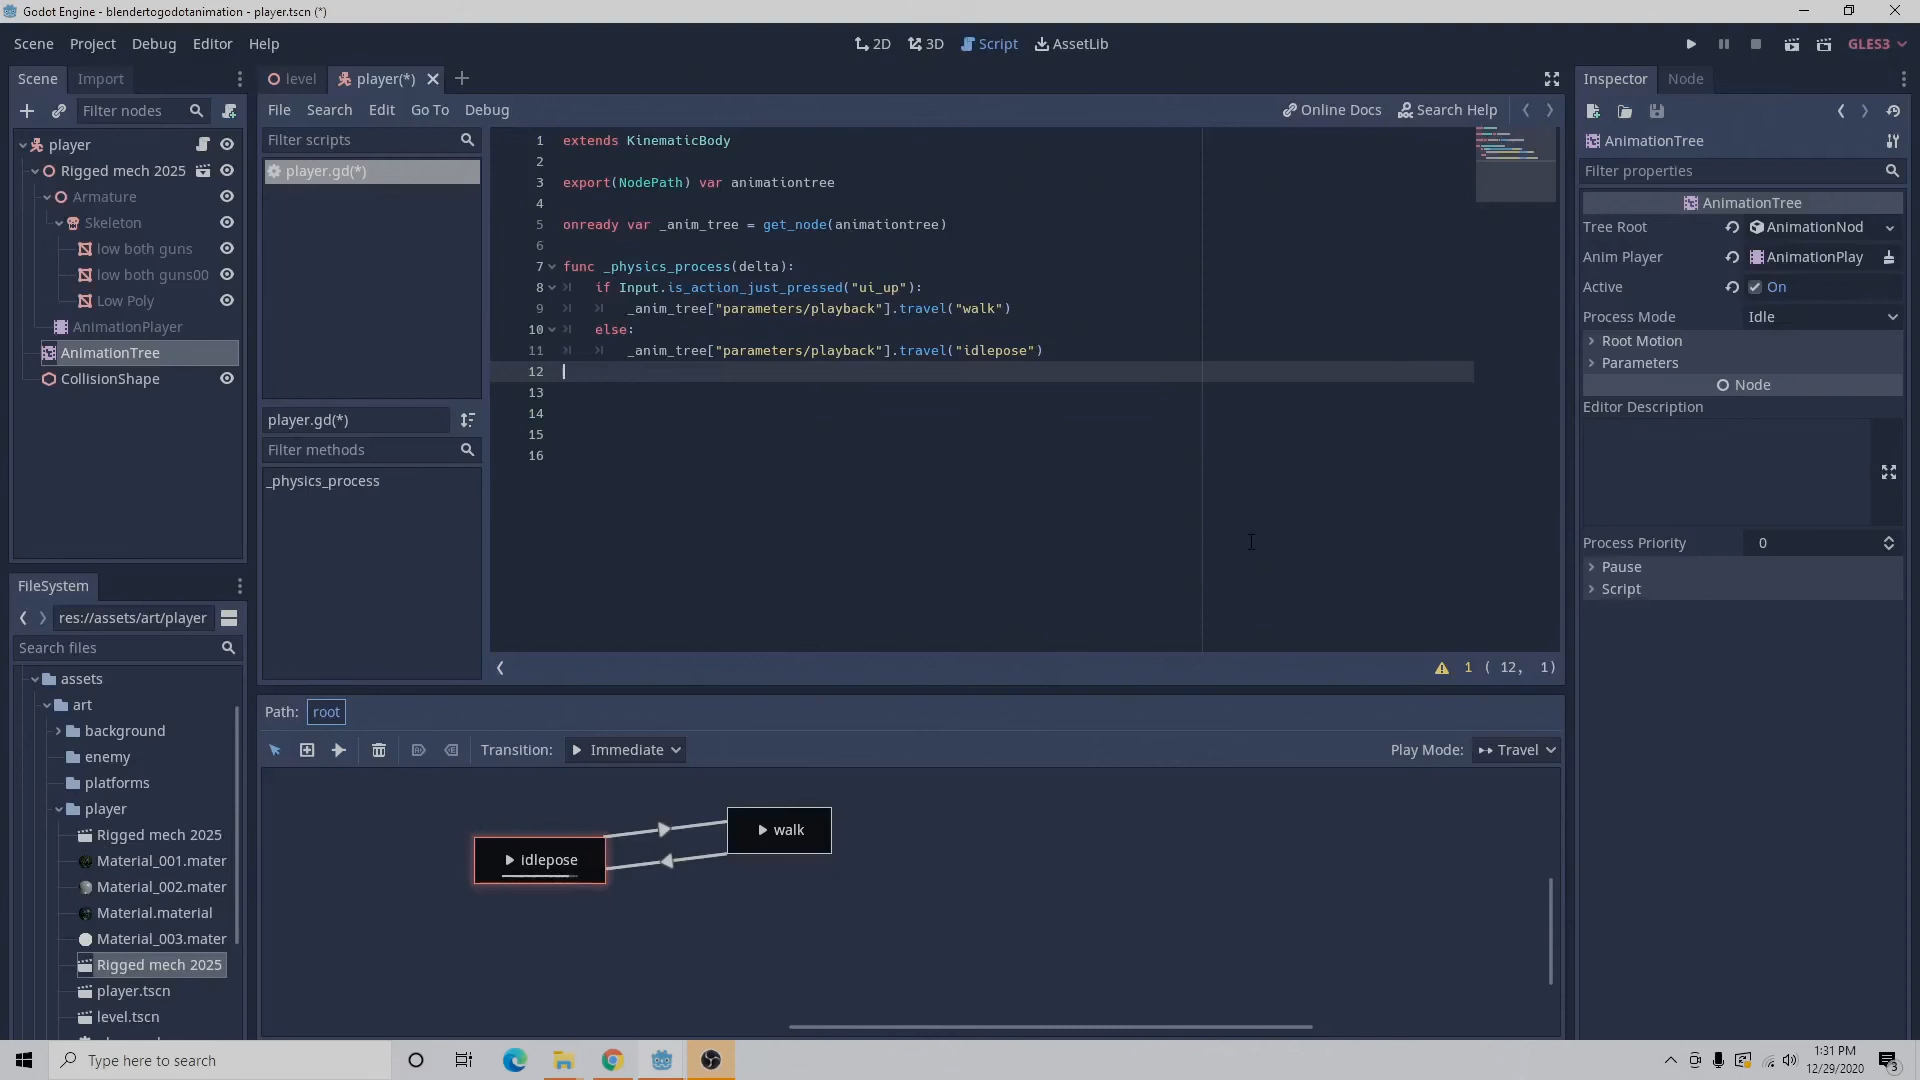 Godot Engine - blendertogodotanimation - player.tscn (*)
Scene Project Debug Editor Help
2D 3D Script AssetLib
GLES3
Scene Import
Filter nodes
player
Rigged mech 2025
Armature
Skeleton
low both guns
low both guns00
Low Poly
AnimationPlayer
AnimationTree
CollisionShape
FileSystem
res://assets/art/player
Search files
assets
art
background
enemy
platforms
player
Rigged mech 2025
Material_001.mater
Material_002.mater
Material.material
Material_003.mater
Rigged mech 2025
player.tscn
level.tscn
level player(*)
File Search Edit Go To Debug
Online Docs Search Help
Filter scripts
player.gd(*)
player.gd(*)
Filter methods
_physics_process
1 extends KinematicBody
2
3 export(NodePath) var animationtree
4
5 onready var _anim_tree = get_node(animationtree)
6
7 func _physics_process(delta):
8 if Input.is_action_just_pressed("ui_up"):
9 _anim_tree["parameters/playback"].travel("walk")
10 else:
11 _anim_tree["parameters/playback"].travel("idlepose")
12
13
14
15
16
1 ( 12, 1)
Path: root
Transition: Immediate
Play Mode: Travel
idlepose
walk
Inspector Node
AnimationTree
Filter properties
AnimationTree
Tree Root AnimationNod
Anim Player AnimationPlay
Active On
Process Mode Idle
Root Motion
Parameters
Node
Editor Description
Process Priority 0
Pause
Script
Type here to search
1:31 PM
12/29/2020
3